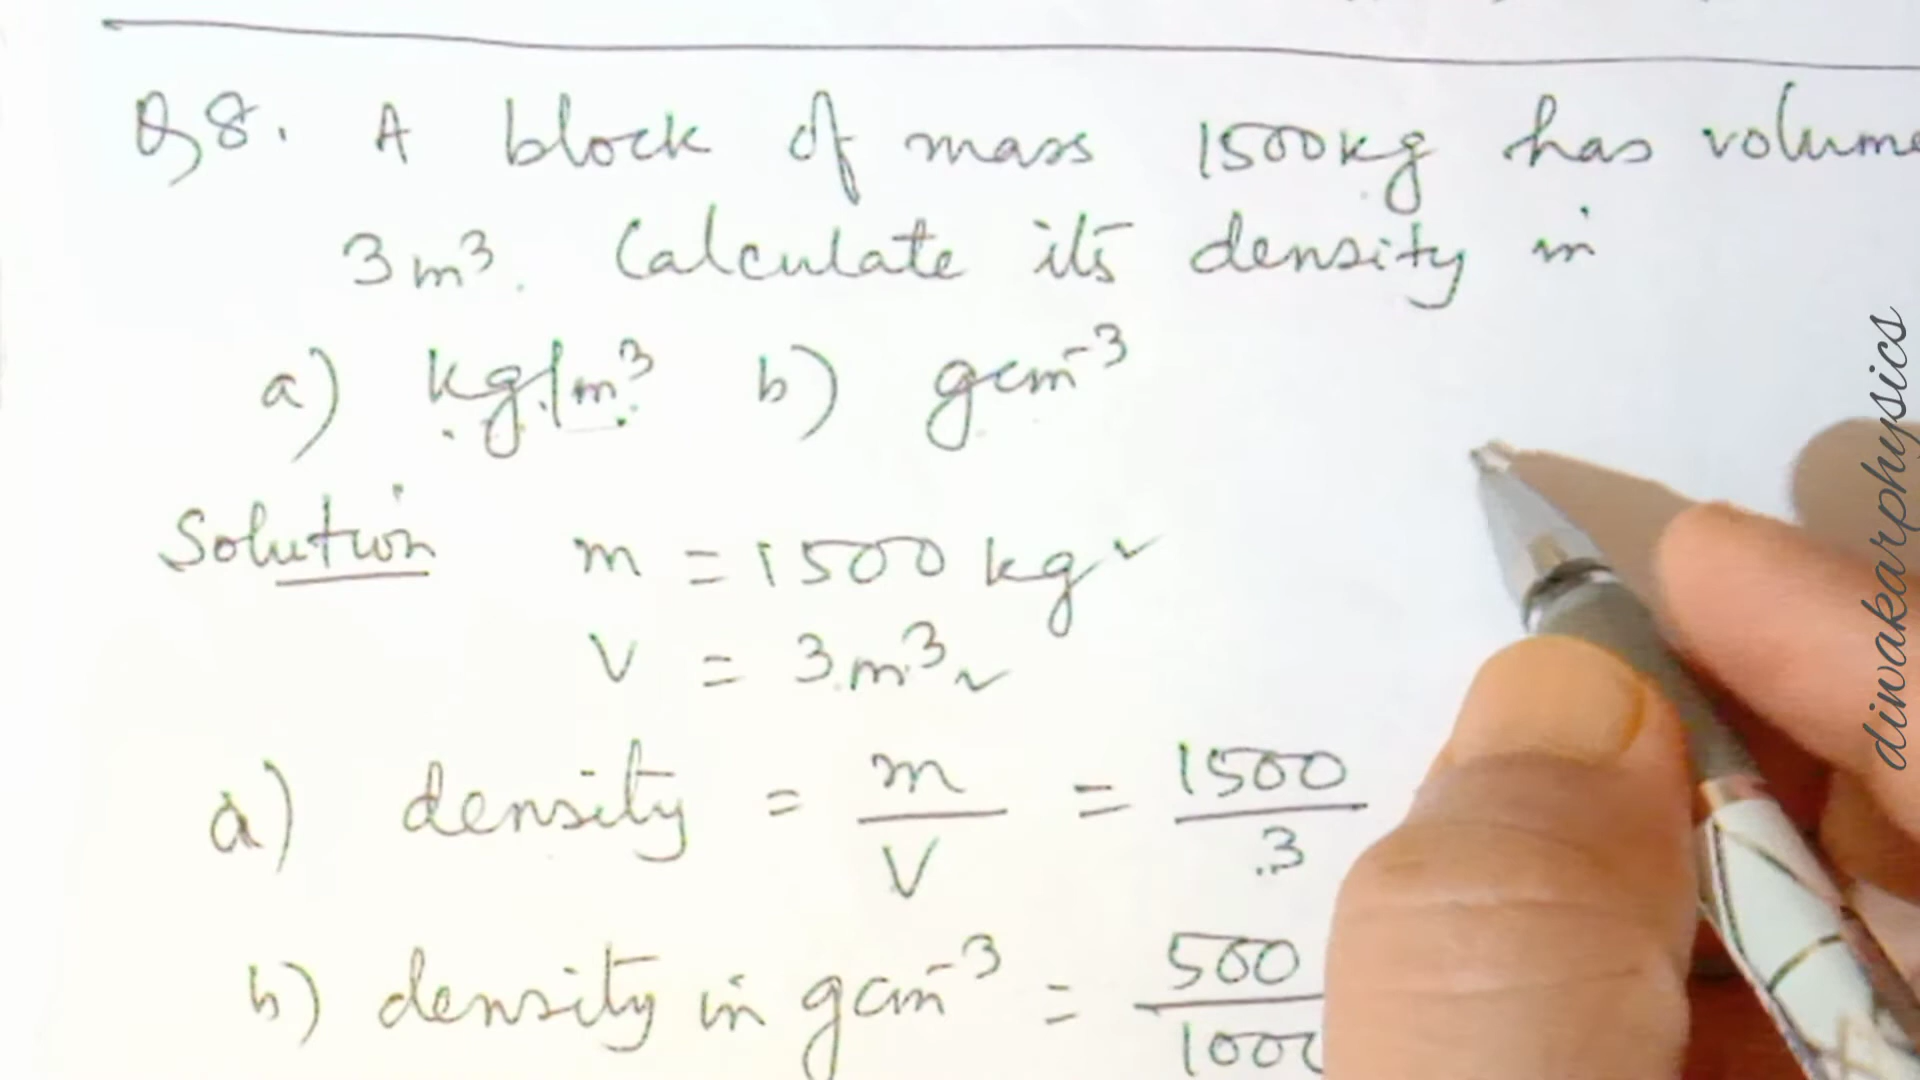 Q8. A block of mass 1500kg has volume
3m³. Calculate its density in
a) kg/m³ b) gcm⁻³
Solution m = 1500 kg
V = 3m³
a) density = m/V = 1500/3
b) density in gcm⁻³ = 500/1000
dinakarphysics